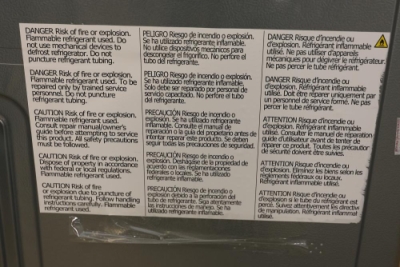 DANGER Risk of fire or explosion.
Flammable refrigerant used. Do
not use mechanical devices to
defrost refrigerator. Do not
puncture refrigerant tubing.
DANGER Risk of fire or explosion.
Flammable refrigerant used. To be
repaired only by trained service
personnel. Do not puncture
refrigerant tubing.
CAUTION Risk of fire or explosion.
Flammable refrigerant used.
Consult repair manual/owner's
guide before attempting to service
this product. All safety precautions
must be followed.
CAUTION Risk of fire or explosion.
Dispose of property in accordance
with federal or local regulations.
Flammable refrigerant used.
CAUTION Risk of fire
or explosion due to puncture of
refrigerant tubing. Follow handling
instructions carefully. Flammable
refrigerant used.
PELIGRO Riesgo de incendio o explosión.
Se ha utilizado refrigerante inflamable.
No utilice dispositivos mecánicos para
descongelar el frigorífico. No perfore el
tubo del refrigerante.
PELIGRO Riesgo de incendio o explosión.
Se ha utilizado refrigerante inflamable.
Solo debe ser reparado por personal de
servicio capacitado. No perfore el tubo
del refrigerante.
PRECAUCIÓN Riesgo de incendio o
explosión. Se ha utilizado refrigerante
inflamable. Consulte el manual de
reparación o la guía del propietario antes de
intentar reparar este producto. Se deben
seguir todas las precauciones de seguridad.
PRECAUCIÓN Riesgo de incendio o
explosión. Deshágase de la propiedad de
acuerdo con las reglamentaciones
federales o locales. Se ha utilizado
refrigerante inflamable.
PRECAUCIÓN Riesgo de incendio o
explosión debido a la perforación del
tubo de refrigerante. Siga atentamente
las instrucciones de manejo. Se ha
utilizado refrigerante inflamable.
DANGER Risque d'incendie ou
d'explosion. Réfrigérant inflammable
utilisé. Ne pas utiliser d'appareils
mécaniques pour dégivrer le réfrigérateur.
Ne pas percer le tube réfrigérant.
DANGER Risque d'incendie ou
d'explosion. Réfrigérant inflammable
utilisé. Doit être réparer uniquement par
un personnel de service formé. Ne pas
percer le tube réfrigérant.
ATTENTION Risque d'incendie ou
d'explosion. Réfrigérant inflammable
utilisé. Consulter le manuel de réparation
guide d'utilisateur avant de tenter de
réparer ce produit. Toutes les précautions
de sécurité doivent être suivies.
ATTENTION Risque d'incendie ou
d'explosion. Éliminez les biens selon les
règlements fédéraux ou locaux.
Réfrigérant inflammable utilisé.
ATTENTION Risque d'incendie ou
d'explosion si le tube du réfrigérant est
percé. Suivez attentivement les directives
de manipulation. Réfrigérant inflammable
utilisé.